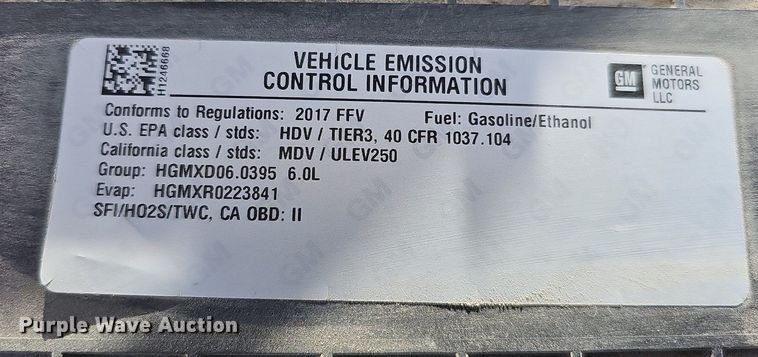 H1246668
VEHICLE EMISSION
CONTROL INFORMATION
GM
GENERAL
MOTORS
LLC
Conforms to Regulations: 2017 FFV Fuel: Gasoline/Ethanol
U.S. EPA class / stds: HDV / TIER3, 40 CFR 1037.104
California class / stds: MDV / ULEV250
Group: HGMXD06.0395 6.0L
Evap: HGMXR0223841
SFI/HO2S/TWC, CA OBD: II
Purple Wave Auction